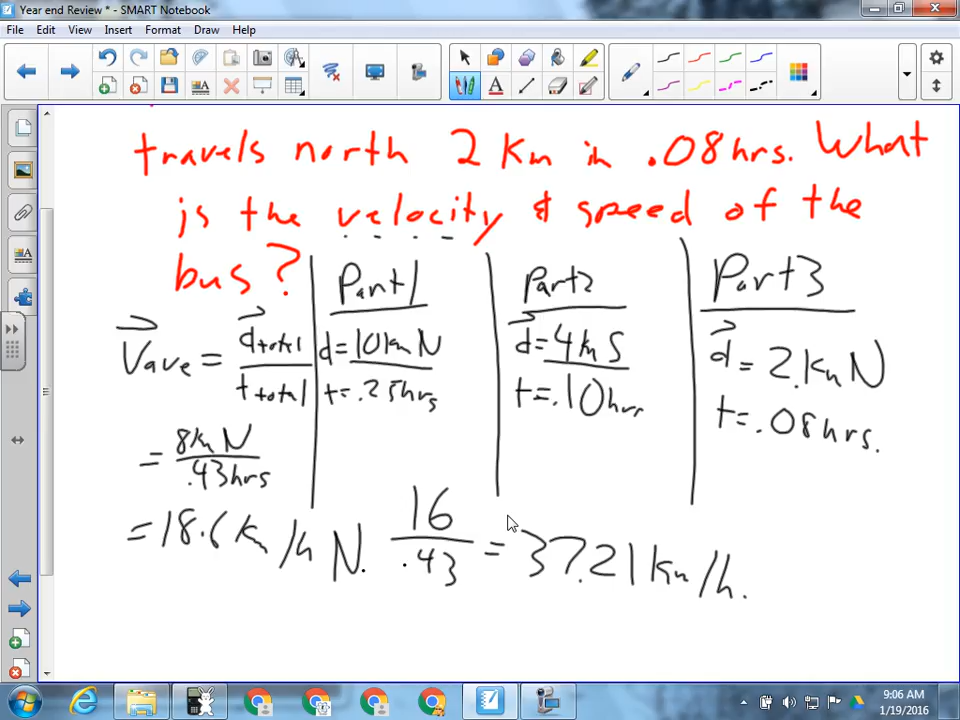 Year end Review * - SMART Notebook
File Edit View Insert Format Draw Help
travels north 2 Km in .08hrs. What
is the velocity & speed of the
bus?
Part1
Part2
Part3
Vave = dtotal
ttotal
d=10km N
t=.25hrs
d=4km S
t=.10hrs
d=2km N
t=.08hrs.
= 8km N
.43hrs
=18.6 Km/h N.
16
.43
= 37.21 km/h.
9:06 AM
1/19/2016